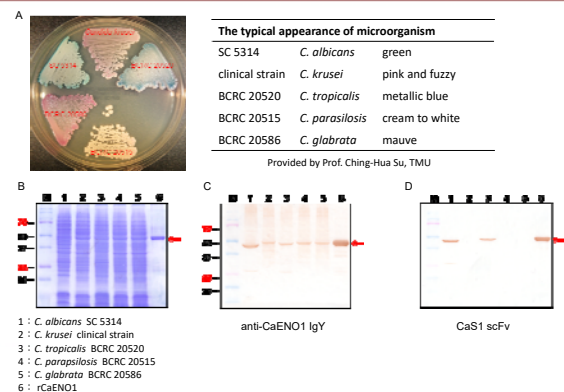 A
The typical appearance of microorganism
SC 5314 C. albicans green
clinical strain C. krusei pink and fuzzy
BCRC 20520 C. tropicalis metallic blue
BCRC 20515 C. parasilosis cream to white
BCRC 20586 C. glabrata mauve
Provided by Prof. Ching-Hua Su, TMU
B 1 2 3 4 5 6
C 1 2 3 4 5 6
D 1 2 3 4 5 6
1：C. albicans SC 5314
2：C. krusei clinical strain
3：C. tropicalis BCRC 20520
4：C. parapsilosis BCRC 20515
5：C. glabrata BCRC 20586
6：rCaENO1
anti-CaENO1 IgY
CaS1 scFv